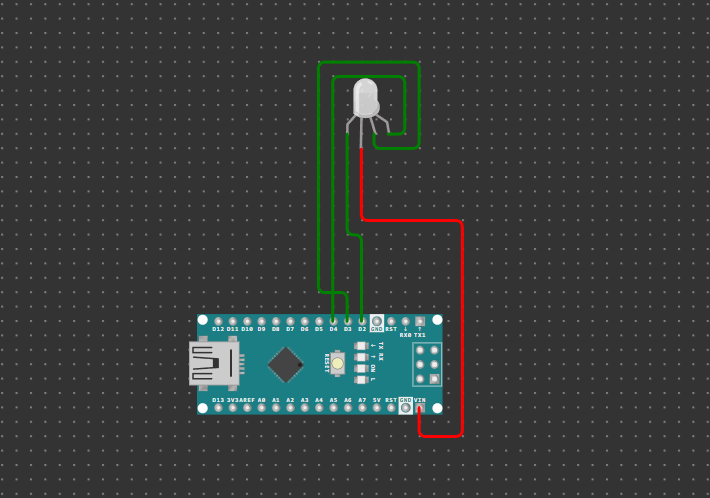 D12 D11 D10 D9 D8 D7 D6 D5 D4 D3 D2 GND RST
RX0 TX1
RESET
TX RX ON L
D13 3V3 AREF A0 A1 A2 A3 A4 A5 A6 A7 5V RST GND VIN